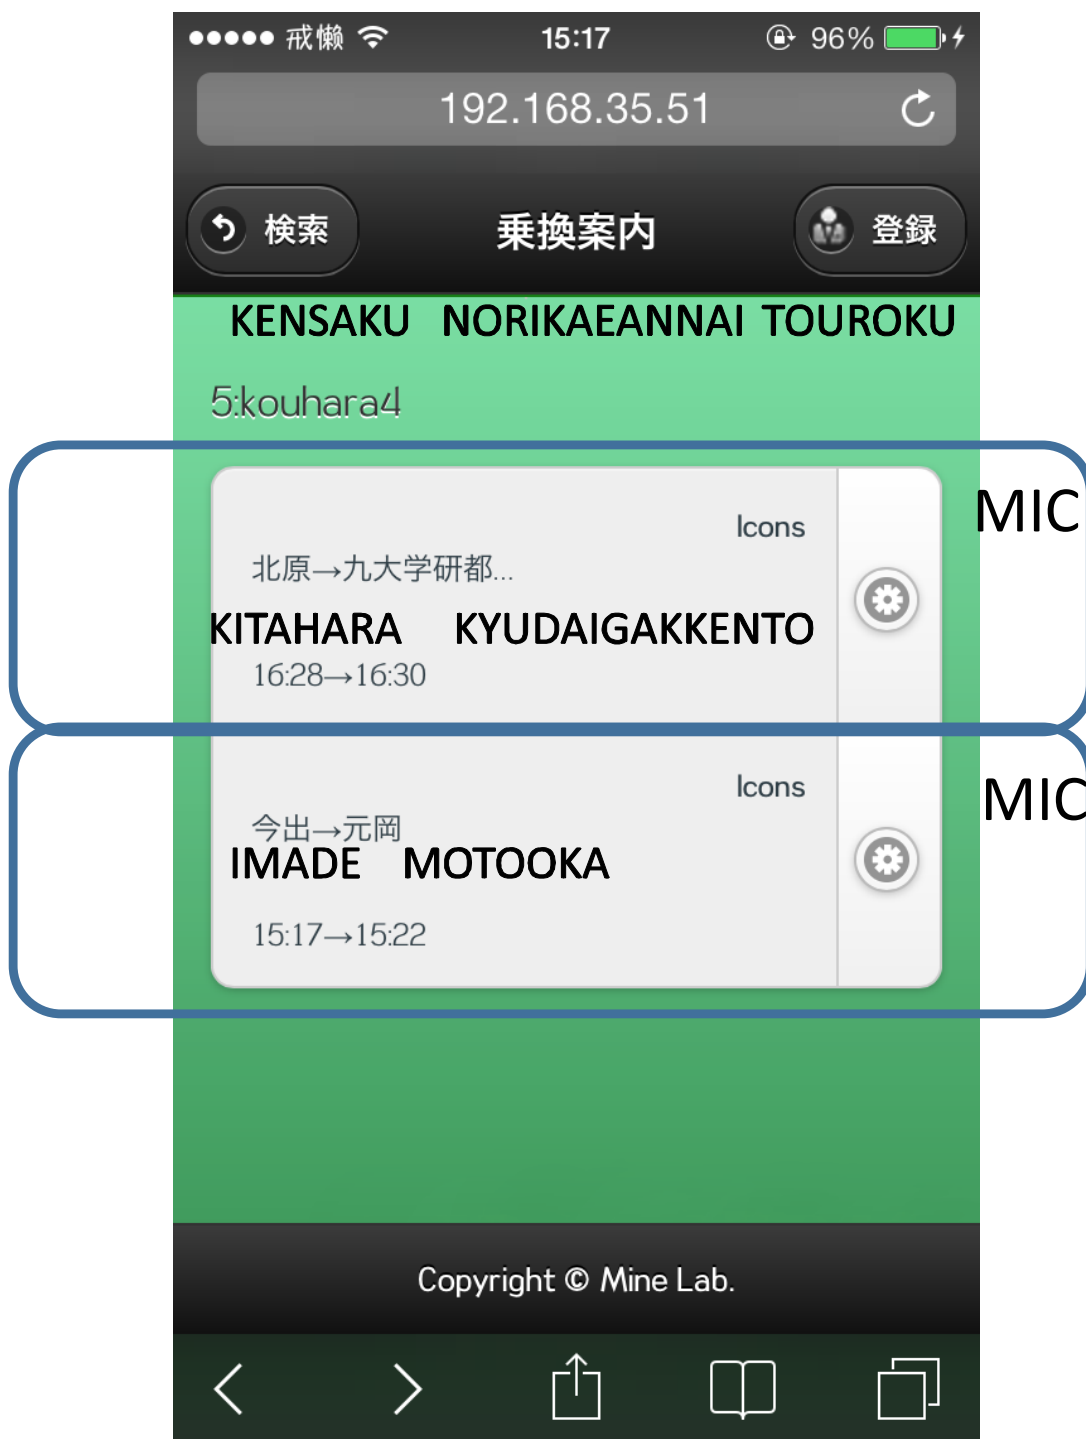 戒懒 15:17 96%
192.168.35.51
検索 乗換案内 登録
KENSAKU NORIKAEANNAI TOUROKU
5:kouhara4
MIC
Icons
北原→九大学研都...
KITAHARA KYUDAIGAKKENTO
16:28→16:30
MIC
Icons
今出→元岡
IMADE MOTOOKA
15:17→15:22
Copyright © Mine Lab.